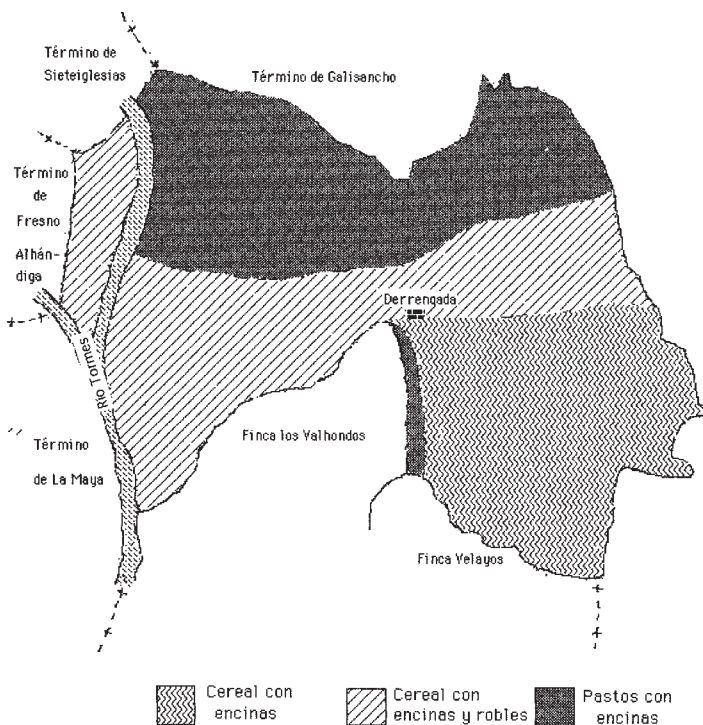 Término de
Sieteiglesias
Término de Galisancho
Término
de
Fresno
Alhán-
diga
Derrengada
Río Tormes
Finca los Valhondos
Término
de La Maya
Finca Velayos
Cereal con
encinas
Cereal con
encinas y robles
Pastos con
encinas